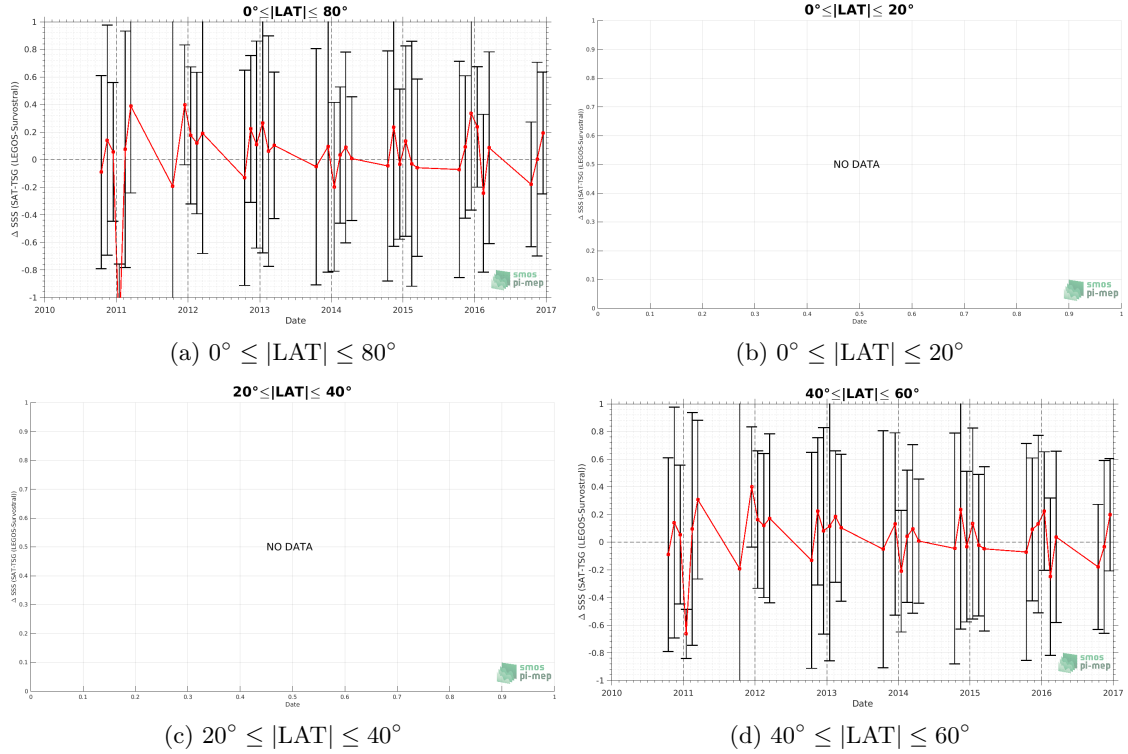 0°≤|LAT|≤ 80°
Δ SSS (SAT-TSG (LEGOS-Survostral))
1
0.8
0.6
0.4
0.2
0
-0.2
-0.4
-0.6
-0.8
-1
2010 2011 2012 2013 2014 2015 2016 2017
Date
smos
pi-mep
(a) 0° ≤ |LAT| ≤ 80°
0°≤|LAT|≤ 20°
Δ SSS (SAT-TSG (LEGOS-Survostral))
1
0.9
0.8
0.7
0.6
0.5
0.4
0.3
0.2
0.1
0
NO DATA
0 0.1 0.2 0.3 0.4 0.5 0.6 0.7 0.8 0.9 1
Date
smos
pi-mep
(b) 0° ≤ |LAT| ≤ 20°
20°≤|LAT|≤ 40°
Δ SSS (SAT-TSG (LEGOS-Survostral))
1
0.9
0.8
0.7
0.6
0.5
0.4
0.3
0.2
0.1
0
NO DATA
0 0.1 0.2 0.3 0.4 0.5 0.6 0.7 0.8 0.9 1
Date
smos
pi-mep
(c) 20° ≤ |LAT| ≤ 40°
40°≤|LAT|≤ 60°
Δ SSS (SAT-TSG (LEGOS-Survostral))
1
0.8
0.6
0.4
0.2
0
-0.2
-0.4
-0.6
-0.8
-1
2010 2011 2012 2013 2014 2015 2016 2017
Date
smos
pi-mep
(d) 40° ≤ |LAT| ≤ 60°